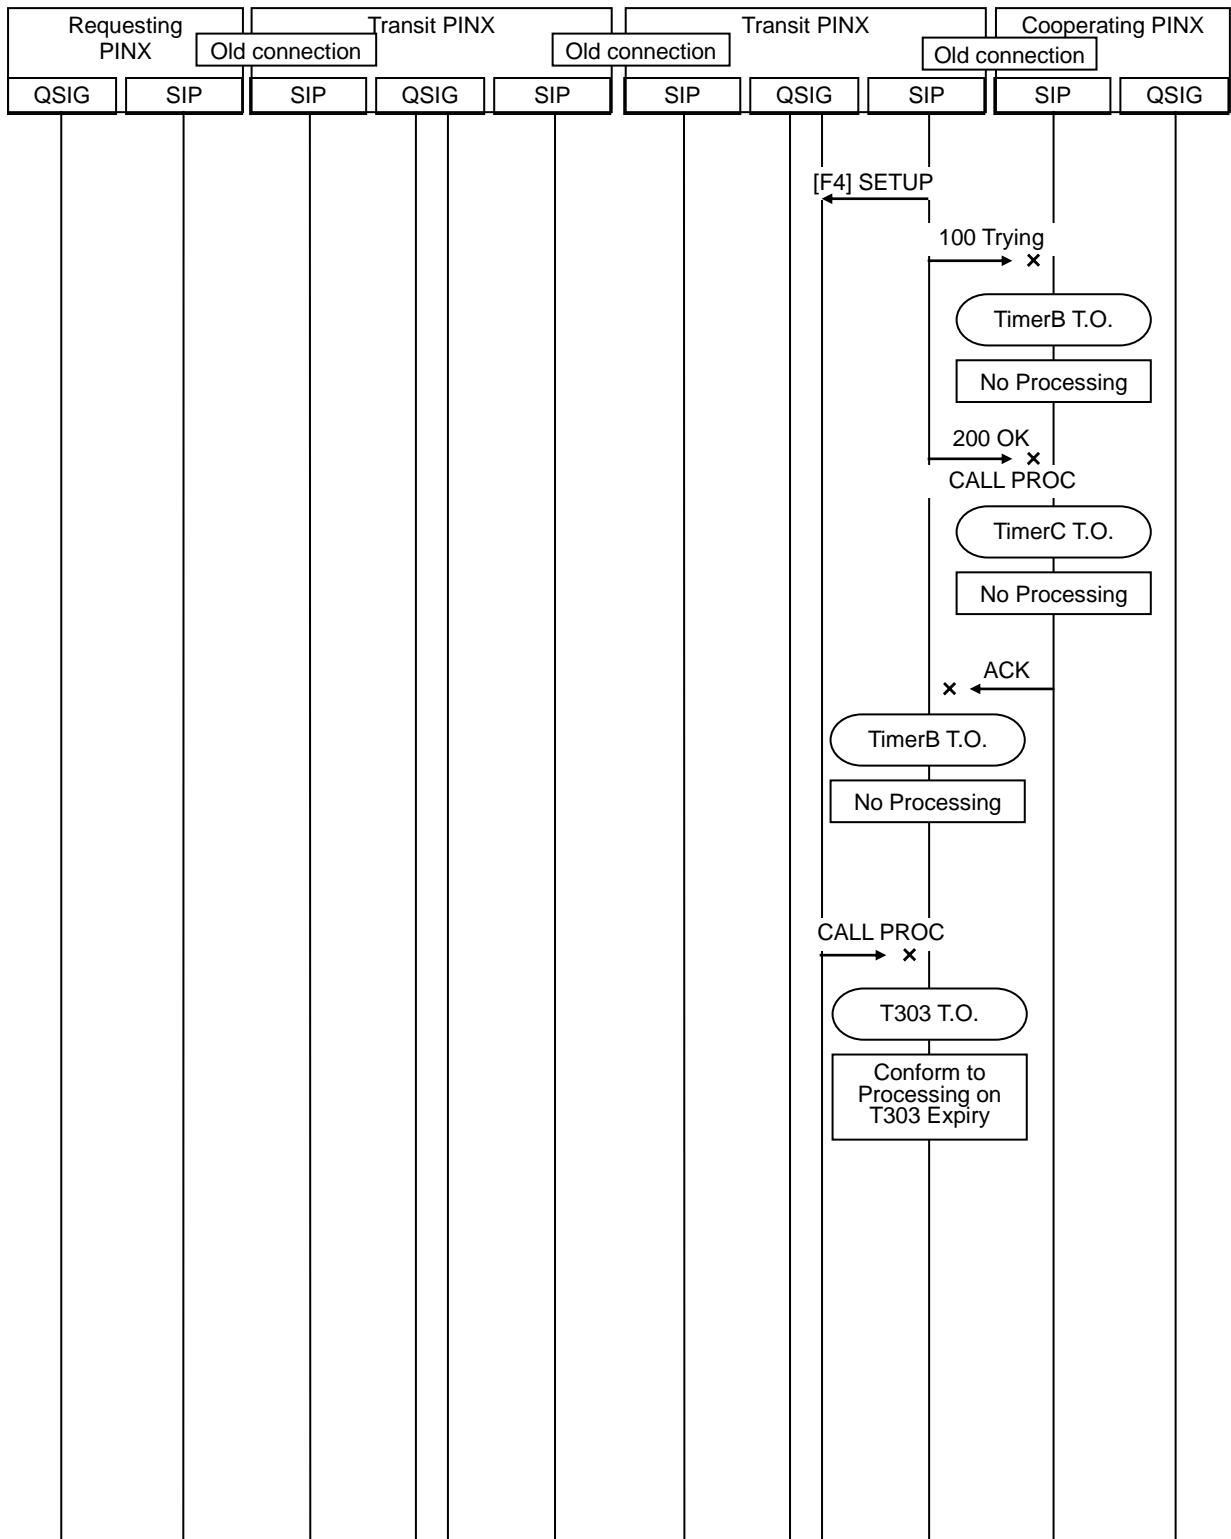 Requesting
PINX
Transit PINX
Transit PINX
Cooperating PINX
Old connection
Old connection
Old connection
QSIG
SIP
SIP
QSIG
SIP
SIP
QSIG
SIP
SIP
QSIG
[F4] SETUP
100 Trying
TimerB T.O.
No Processing
200 OK
CALL PROC
TimerC T.O.
No Processing
ACK
TimerB T.O.
No Processing
CALL PROC
T303 T.O.
Conform to
Processing on
T303 Expiry